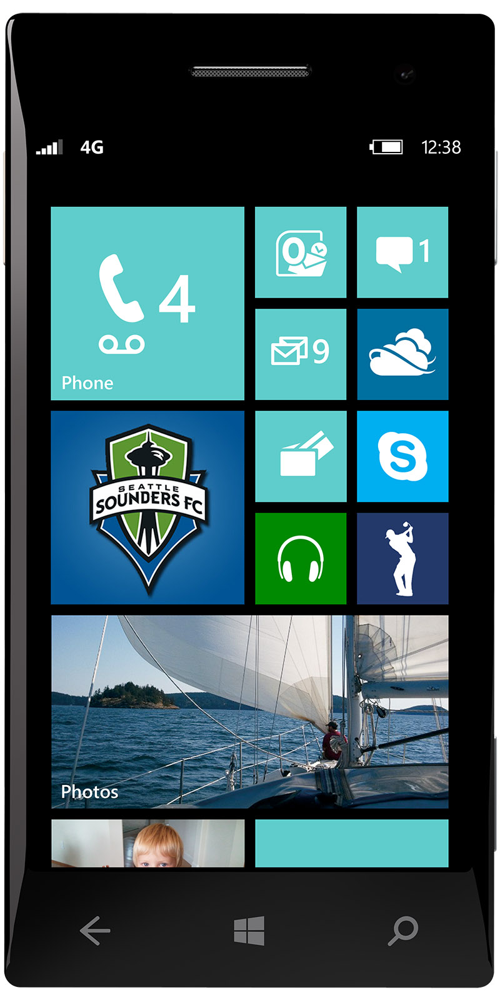 4G
12:38
4
Phone
O
1
9
SEATTLE
SOUNDERS FC
S
Photos